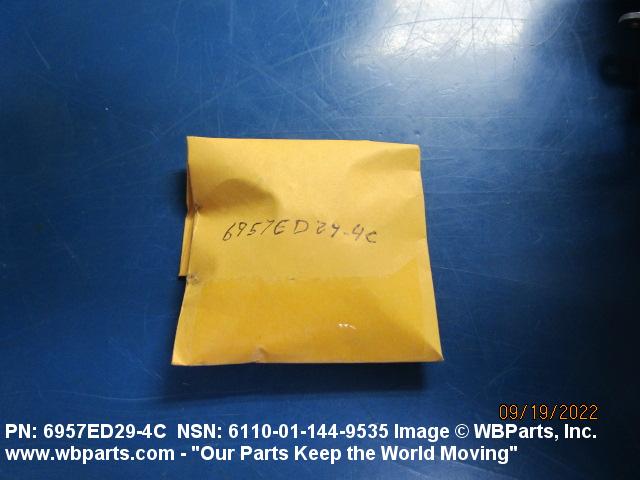 6957ED29-4C
09/19/2022
PN: 6957ED29-4C NSN: 6110-01-144-9535 Image © WBParts, Inc.
www.wbparts.com - "Our Parts Keep the World Moving"